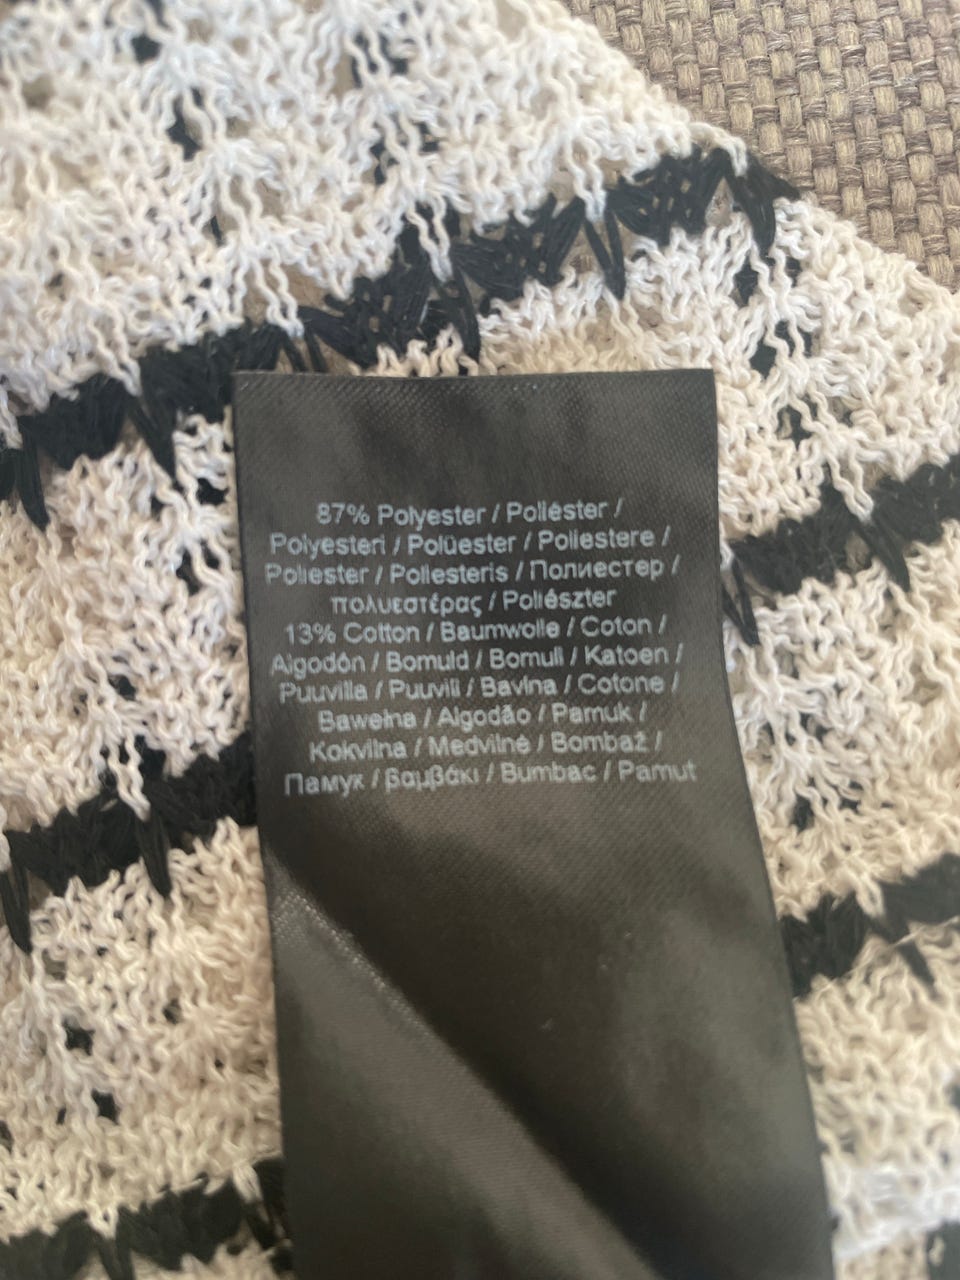 87% Polyester / Poliéster /
Polyesteri / Polüester / Poliestere /
Poliester / Poliesteris / Полиестер /
πολυεστέρας / Poliészter
13% Cotton / Baumwolle / Coton /
Algodón / Bomuld / Bomull / Katoen /
Puuvilla / Puuvill / Bavlna / Cotone /
Bawełna / Algodão / Pamuk /
Kokvilna / Medvilnė / Bombaž /
Памук / βαμβάκι / Bumbac / Pamut